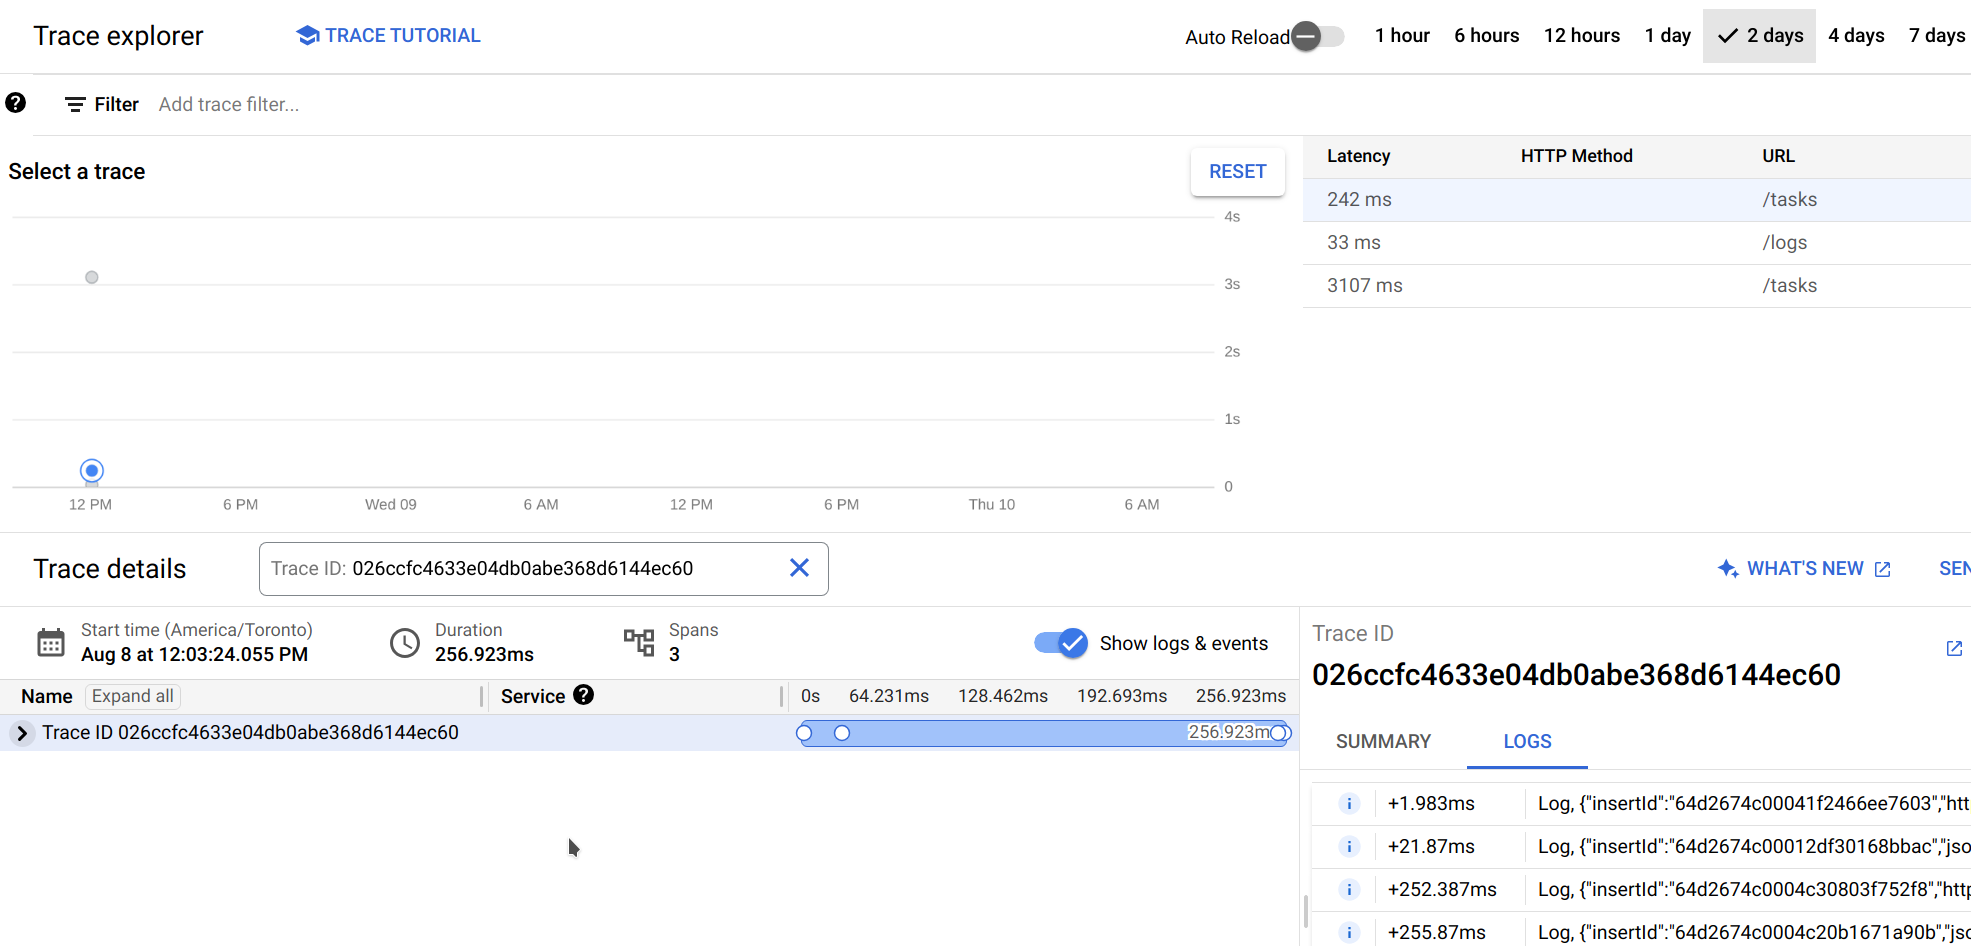 Trace explorer
TRACE TUTORIAL
Auto Reload
1 hour
6 hours
12 hours
1 day
2 days
4 days
7 days
Filter
Add trace filter...
Select a trace
RESET
4s
3s
2s
1s
0
12 PM
6 PM
Wed 09
6 AM
12 PM
6 PM
Thu 10
6 AM
Latency
HTTP Method
URL
242 ms
/tasks
33 ms
/logs
3107 ms
/tasks
Trace details
Trace ID: 026ccfc4633e04db0abe368d6144ec60
WHAT'S NEW
SEN
Start time (America/Toronto)
Aug 8 at 12:03:24.055 PM
Duration
256.923ms
Spans
3
Show logs & events
Name
Expand all
Service
0s
64.231ms
128.462ms
192.693ms
256.923ms
Trace ID 026ccfc4633e04db0abe368d6144ec60
256.923m
Trace ID
026ccfc4633e04db0abe368d6144ec60
SUMMARY
LOGS
+1.983ms
Log, {"insertId":"64d2674c00041f2466ee7603","htt
+21.87ms
Log, {"insertId":"64d2674c00012df30168bbac","jso
+252.387ms
Log, {"insertId":"64d2674c0004c30803f752f8","http
+255.87ms
Log, {"insertId":"64d2674c0004c20b1671a90b","jso